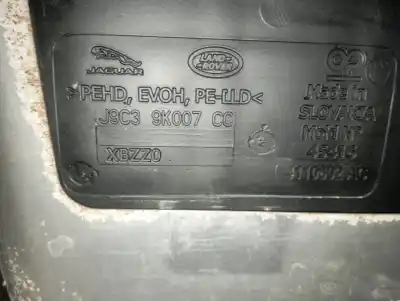 JAGUAR
LAND-
-ROVER
>PEHD, EVOH, PE-LLD<
J9C3 9K007 CC
XBZZ0
Made in
SLOVAKIA